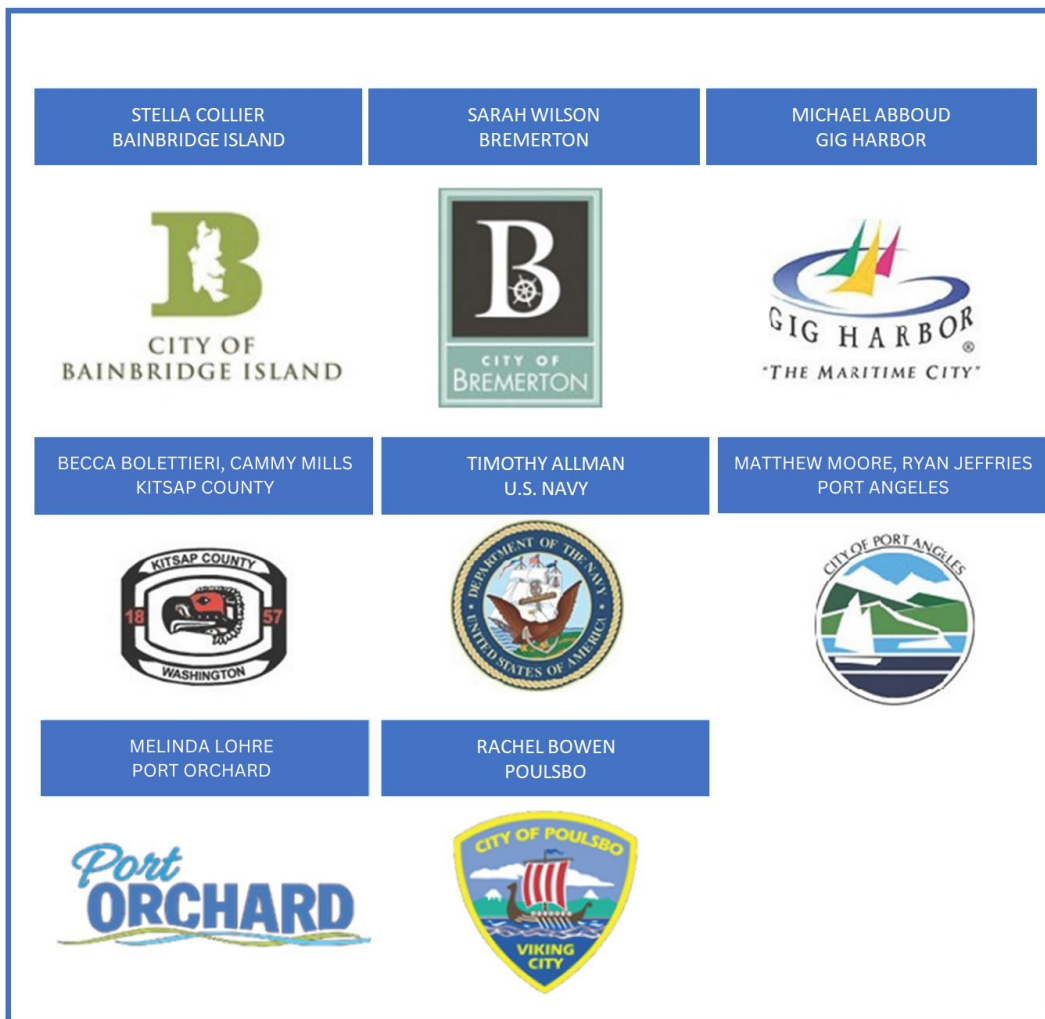 STELLA COLLIER
BAINBRIDGE ISLAND
SARAH WILSON
BREMERTON
MICHAEL ABBOUD
GIG HARBOR
B
CITY OF
BAINBRIDGE ISLAND
B
CITY OF
BREMERTON
GIG HARBOR®
"THE MARITIME CITY"
BECCA BOLETTIERI, CAMMY MILLS
KITSAP COUNTY
TIMOTHY ALLMAN
U.S. NAVY
MATTHEW MOORE, RYAN JEFFRIES
PORT ANGELES
KITSAP COUNTY
18 57
WASHINGTON
DEPARTMENT OF THE NAVY
UNITED STATES OF AMERICA
CITY OF PORT ANGELES
MELINDA LOHRE
PORT ORCHARD
RACHEL BOWEN
POULSBO
Port
ORCHARD
CITY OF POULSBO
VIKING
CITY